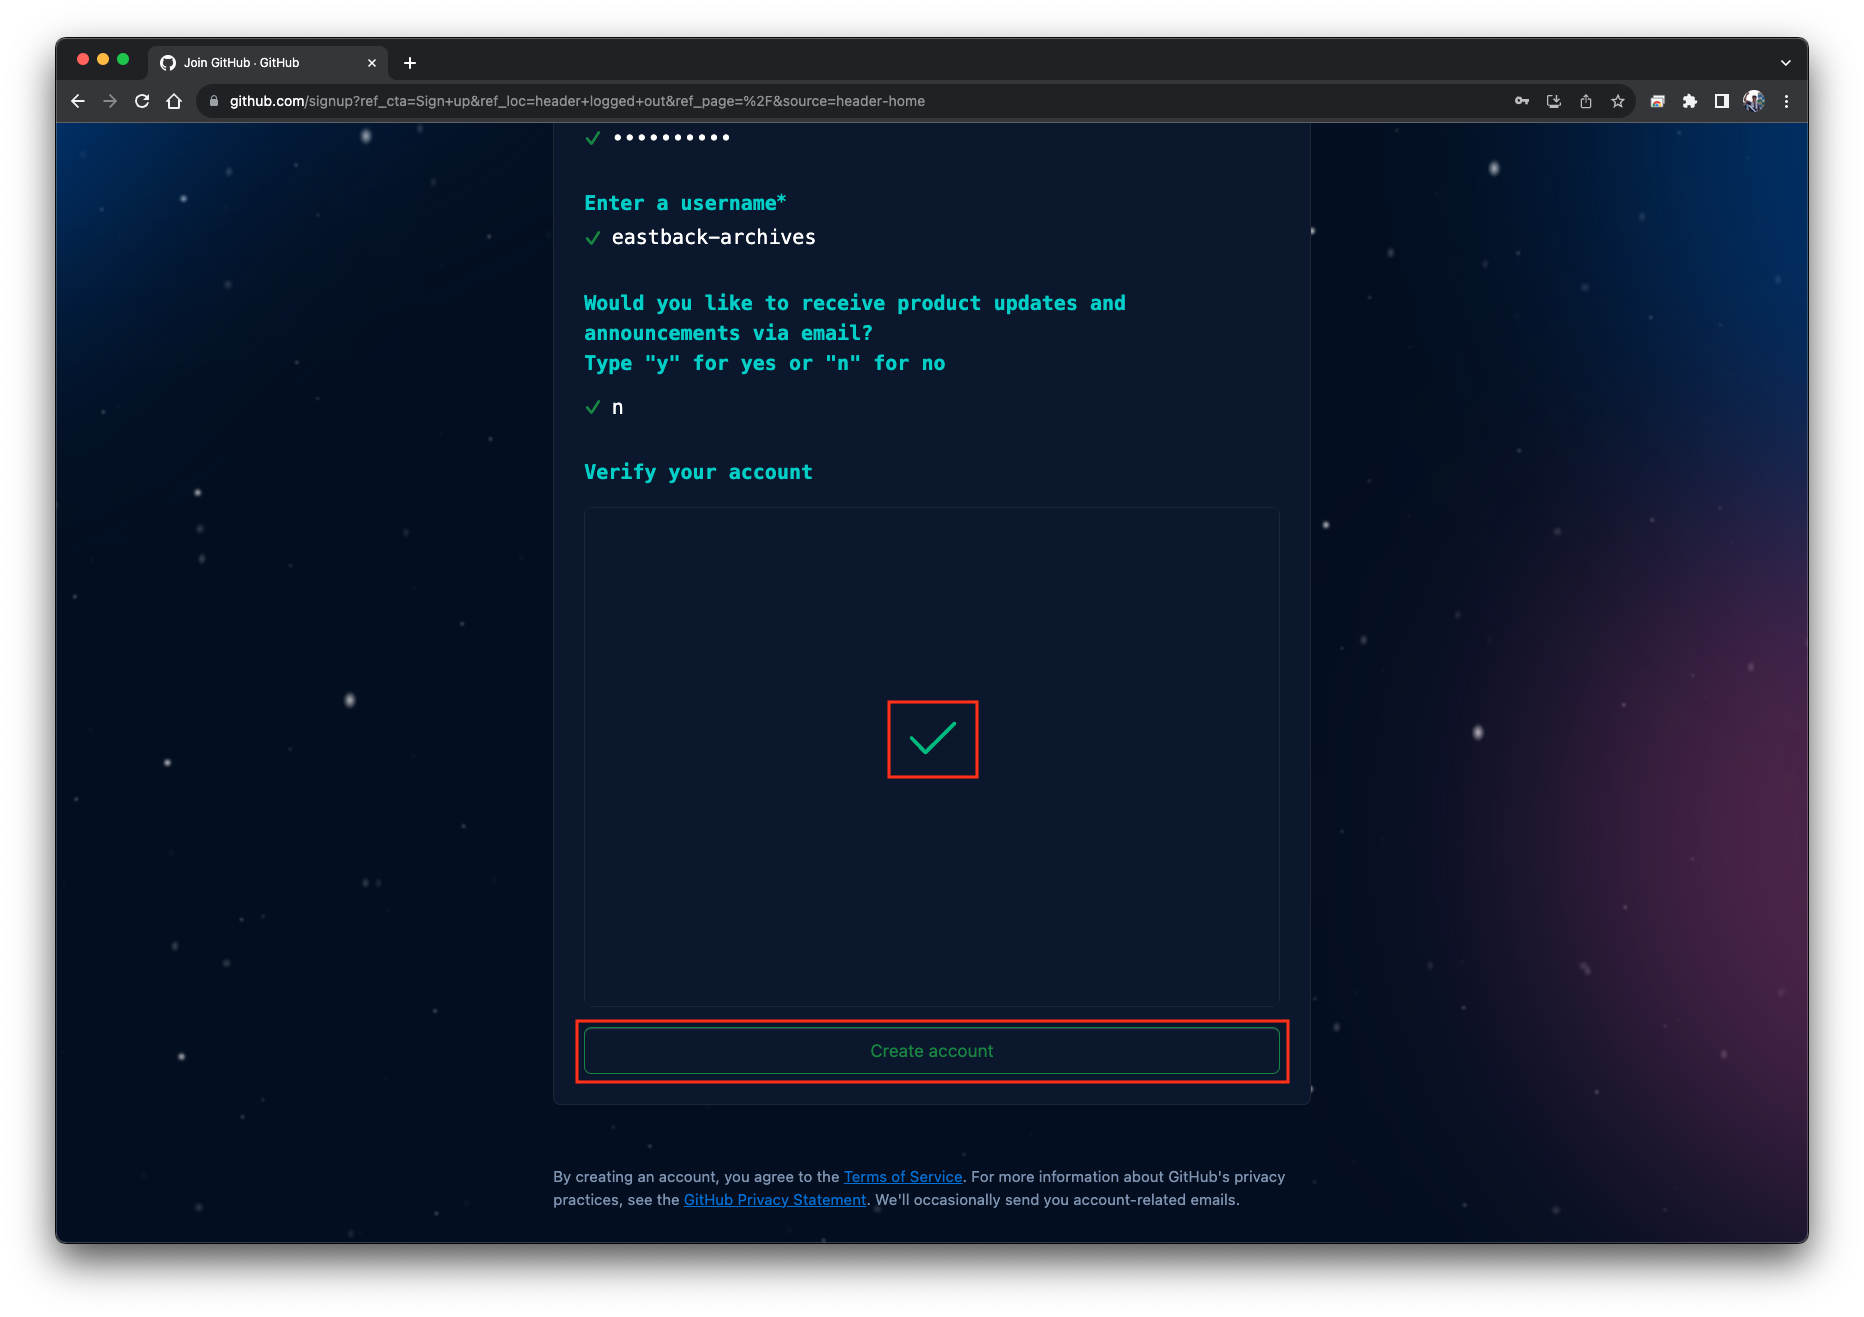 Join GitHub · GitHub
github.com/signup?ref_cta=Sign+up&ref_loc=header+logged+out&ref_page=%2F&source=header-home
••••••••••
Enter a username*
eastback-archives
Would you like to receive product updates and
announcements via email?
Type "y" for yes or "n" for no
n
Verify your account
Create account
By creating an account, you agree to the Terms of Service. For more information about GitHub's privacy
practices, see the GitHub Privacy Statement. We'll occasionally send you account-related emails.